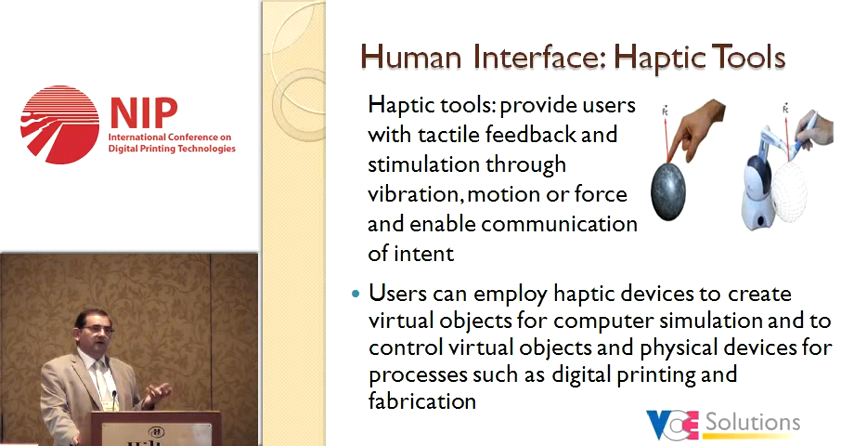 NIP
International Conference on
Digital Printing Technologies
Human Interface: Haptic Tools
Haptic tools: provide users
with tactile feedback and
stimulation through
vibration, motion or force
and enable communication
of intent
Fc
Fc
• Users can employ haptic devices to create
virtual objects for computer simulation and to
control virtual objects and physical devices for
processes such as digital printing and
fabrication
VCE Solutions